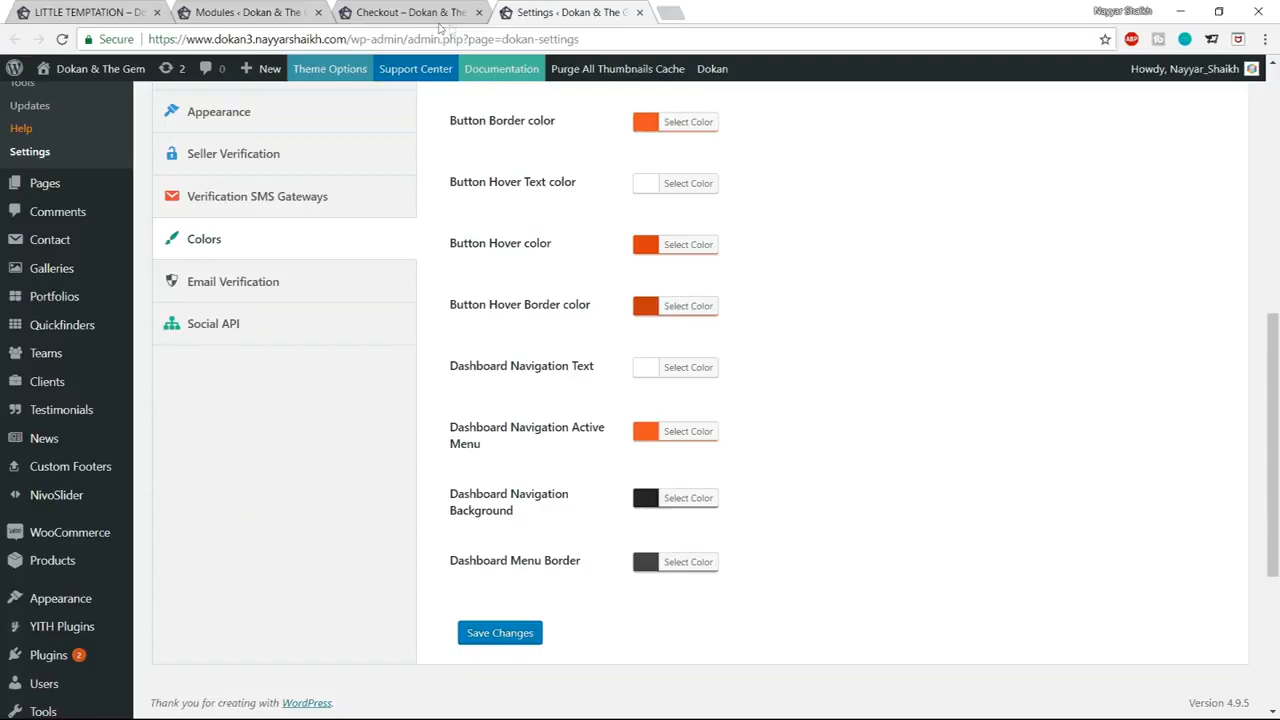 LITTLE TEMPTATION – Dokan
Modules ‹ Dokan & The G
Checkout – Dokan & The
Settings ‹ Dokan & The G
Nayyar Shaikh
Secure
https://www.dokan3.nayyarshaikh.com/wp-admin/admin.php?page=dokan-settings
ABP
Dokan & The Gem
2
0
New
Theme Options
Support Center
Documentation
Purge All Thumbnails Cache
Dokan
Howdy, Nayyar_Shaikh
Tools
Updates
Help
Settings
Pages
Comments
Contact
Galleries
Portfolios
Quickfinders
Teams
Clients
Testimonials
News
Custom Footers
NivoSlider
WooCommerce
Products
Appearance
YITH Plugins
Plugins 2
Users
Tools
Appearance
Seller Verification
Verification SMS Gateways
Colors
Email Verification
Social API
Button Border color
Select Color
Button Hover Text color
Select Color
Button Hover color
Select Color
Button Hover Border color
Select Color
Dashboard Navigation Text
Select Color
Dashboard Navigation Active
Menu
Select Color
Dashboard Navigation
Background
Select Color
Dashboard Menu Border
Select Color
Save Changes
Thank you for creating with WordPress.
Version 4.9.5